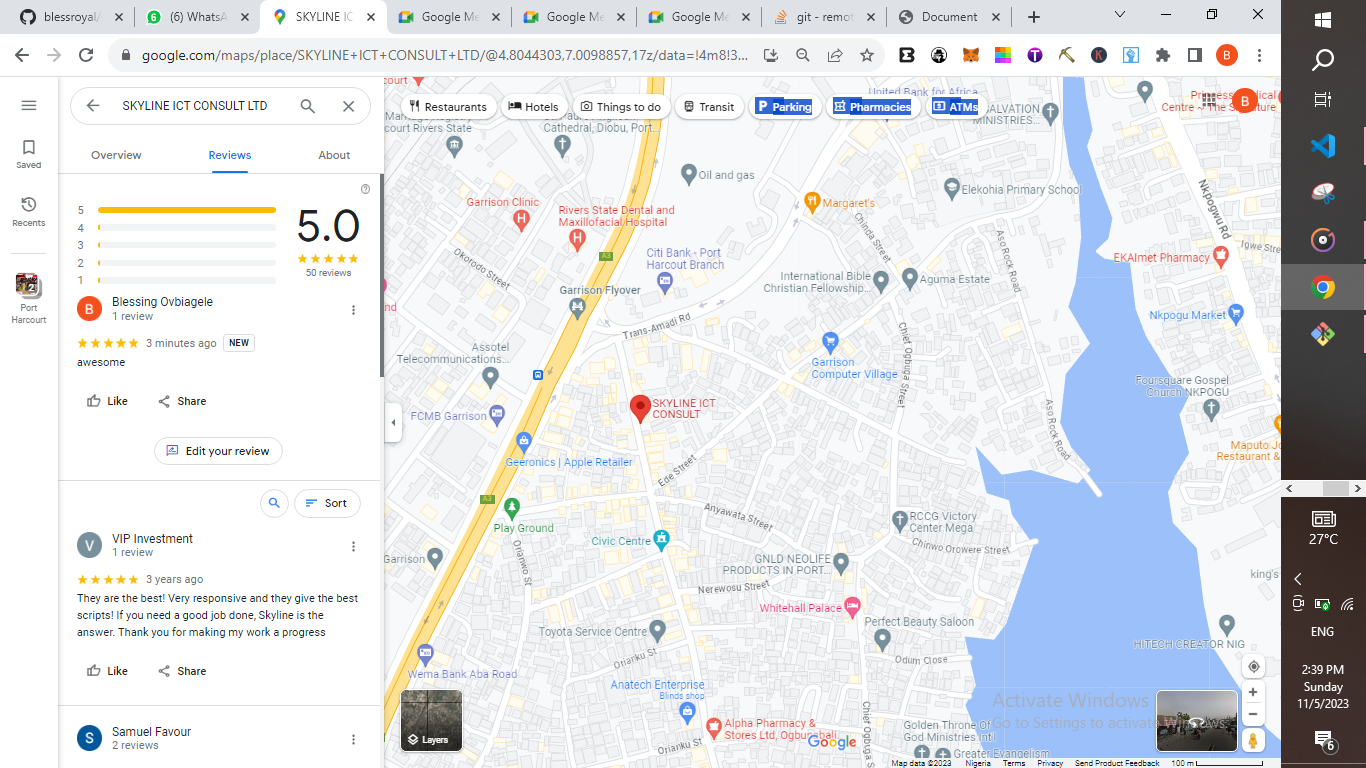 blessroyal/
(6) WhatsA
SKYLINE IC
Google Me
Google Me
Google Me
git - remot
Document
google.com/maps/place/SKYLINE+ICT+CONSULT+LTD/@4.8044303,7.0098857,17z/data=!4m8!3...
B
SKYLINE ICT CONSULT LTD
Saved
Recents
Port
Harcourt
Overview
Reviews
About
5
4
3
2
1
5.0
50 reviews
B
Blessing Ovbiagele
1 review
3 minutes ago
NEW
awesome
Like
Share
Edit your review
Sort
V
VIP Investment
1 review
3 years ago
They are the best! Very responsive and they give the best
scripts! If you need a good job done, Skyline is the
answer. Thank you for making my work a progress
Like
Share
S
Samuel Favour
2 reviews
Restaurants
Hotels
Things to do
Transit
Parking
Pharmacies
ATMs
B
United Bank for Africa
court Rivers State
Cathedral, Diobu, Port...
SALVATION
MINISTRIES...
Oil and gas
Elekohia Primary School
Garrison Clinic
Rivers State Dental and
Maxillofacial Hospital
Margaret's
Chinda Street
Nkpogwu Rd
Igwe Stree
Okorodo Street
A3
Citi Bank - Port
Harcout Branch
EKAImet Pharmacy
Aso Rock Road
International Bible
Christian Fellowship...
Aguma Estate
Garrison Flyover
Trans-Amadi Rd
Nkpogu Market
Assotel
Telecommunications...
Garrison
Computer Village
Chief Ogbuga Street
Foursquare Gospel
Church NKPOGU
SKYLINE ICT
CONSULT
FCMB Garrison
Aso Rock Road
Maputo Jo
Restaurant &
Geeronics | Apple Retailer
Ede Street
A3
Play Ground
Anyawata Street
RCCG Victory
Center Mega
Civic Centre
Chinwo Orowere Street
Garrison
Orianwo St
GNLD NEOLIFE
PRODUCTS IN PORT...
Nerewosu Street
king's
Whitehall Palace
Toyota Service Centre
Perfect Beauty Saloon
HITECH CREATOR NIG
Orianku St
Odum Close
Wema Bank Aba Road
Anatech Enterprise
Blinds shop
Alpha Pharmacy &
Stores Ltd, Ogbunabali
Orianku St
Chief Ogbuga S
Golden Throne Of
God Ministries Intl
Greater Evangelism
Layers
Google
Activate Windows
Go to Settings to activate Windows.
Map data ©2023
Nigeria
Terms
Privacy
Send Product Feedback
100 m
27°C
ENG
2:39 PM
Sunday
11/5/2023
6